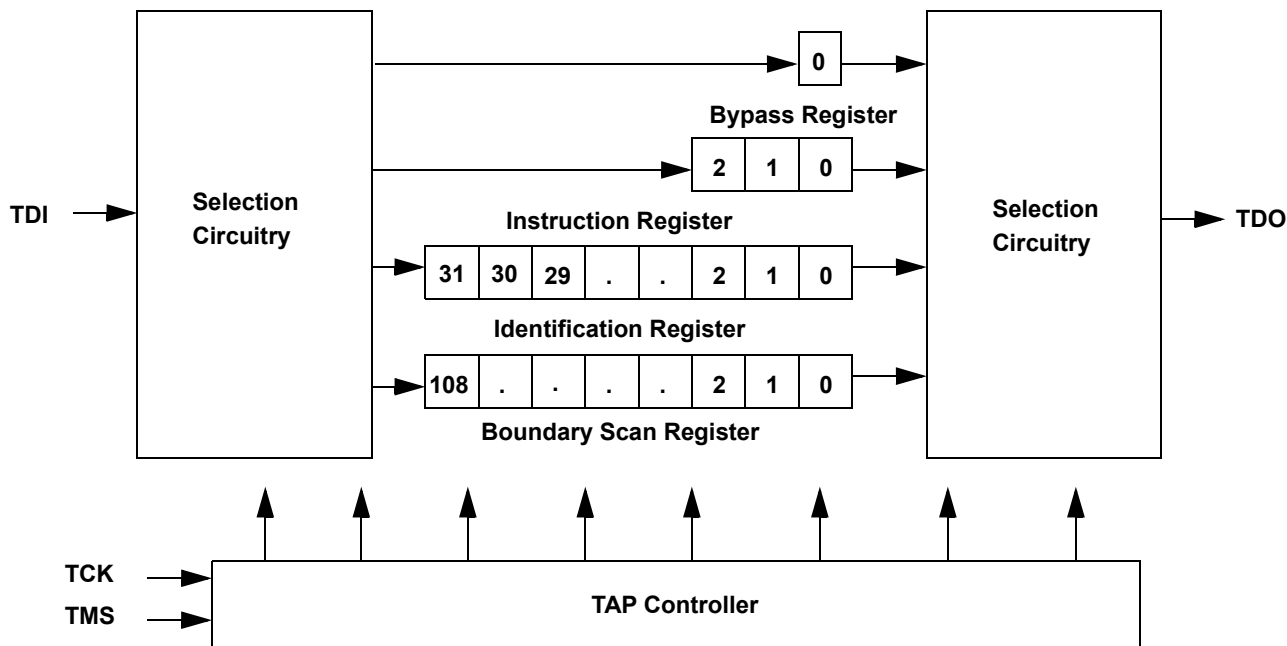 0
Bypass Register
2 1 0
Selection
Circuitry
TDI
Instruction Register
31 30 29 . . 2 1 0
Identification Register
108 . . . . 2 1 0
Boundary Scan Register
Selection
Circuitry
TDO
TCK
TMS
TAP Controller